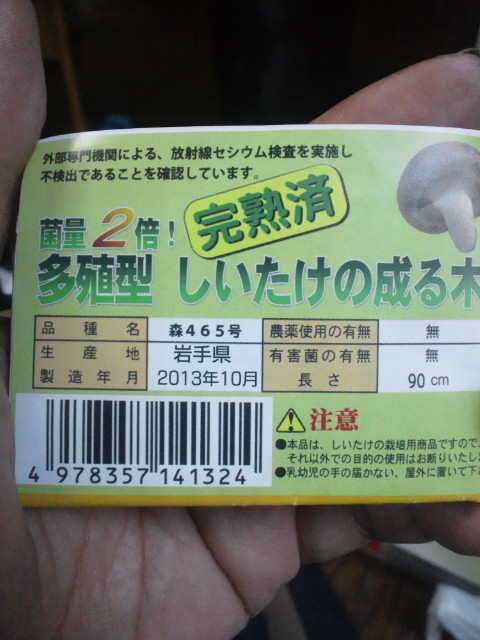 外部専門機関による、放射線セシウム検査を実施し
不検出であることを確認しています。
完熟済
菌量2倍!
多殖型 しいたけの成る木
品種名 森465号 農薬使用の有無 無
生産地 岩手県 有害菌の有無 無
製造年月 2013年10月 長さ 90cm
注意
●本品は、しいたけの栽培用商品ですので、
それ以外での目的の使用はお断りいたし
●乳幼児の手の届かない、屋外に置いて下
4 978357 141324